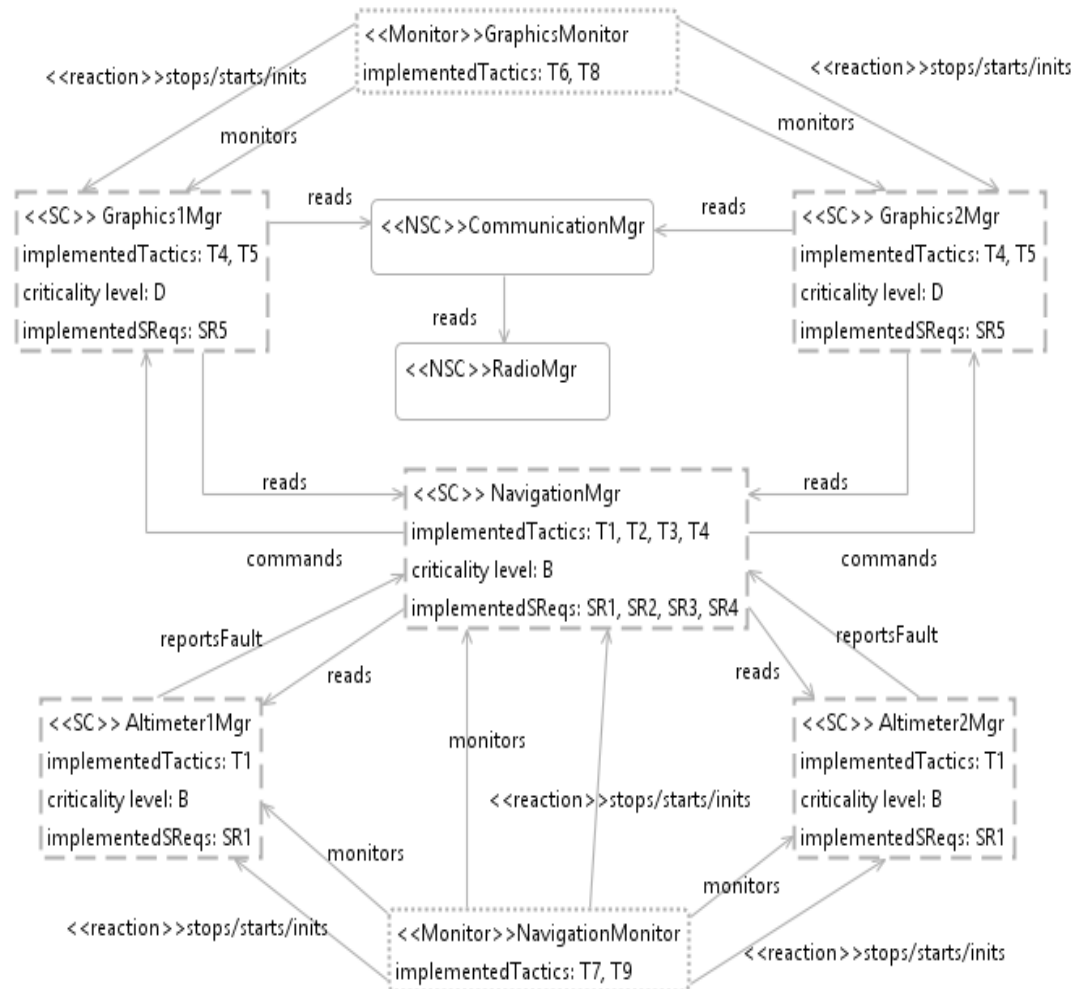 <<Monitor>>GraphicsMonitor
implementedTactics: T6, T8
<<reaction>>stops/starts/inits
<<reaction>>stops/starts/inits
monitors
monitors
<<SC>> Graphics1Mgr
implementedTactics: T4, T5
criticality level: D
implementedSReqs: SR5
reads
<<NSC>>CommunicationMgr
reads
<<SC>> Graphics2Mgr
implementedTactics: T4, T5
criticality level: D
implementedSReqs: SR5
reads
<<NSC>>RadioMgr
reads
<<SC>> NavigationMgr
implementedTactics: T1, T2, T3, T4
criticality level: B
implementedSReqs: SR1, SR2, SR3, SR4
reads
commands
commands
reportsFault
reads
reportsFault
reads
<<SC>> Altimeter1Mgr
implementedTactics: T1
criticality level: B
implementedSReqs: SR1
monitors
<<reaction>>stops/starts/inits
<<SC>> Altimeter2Mgr
implementedTactics: T1
criticality level: B
implementedSReqs: SR1
monitors
monitors
<<reaction>>stops/starts/inits
<<Monitor>>NavigationMonitor
implementedTactics: T7, T9
<<reaction>>stops/starts/inits